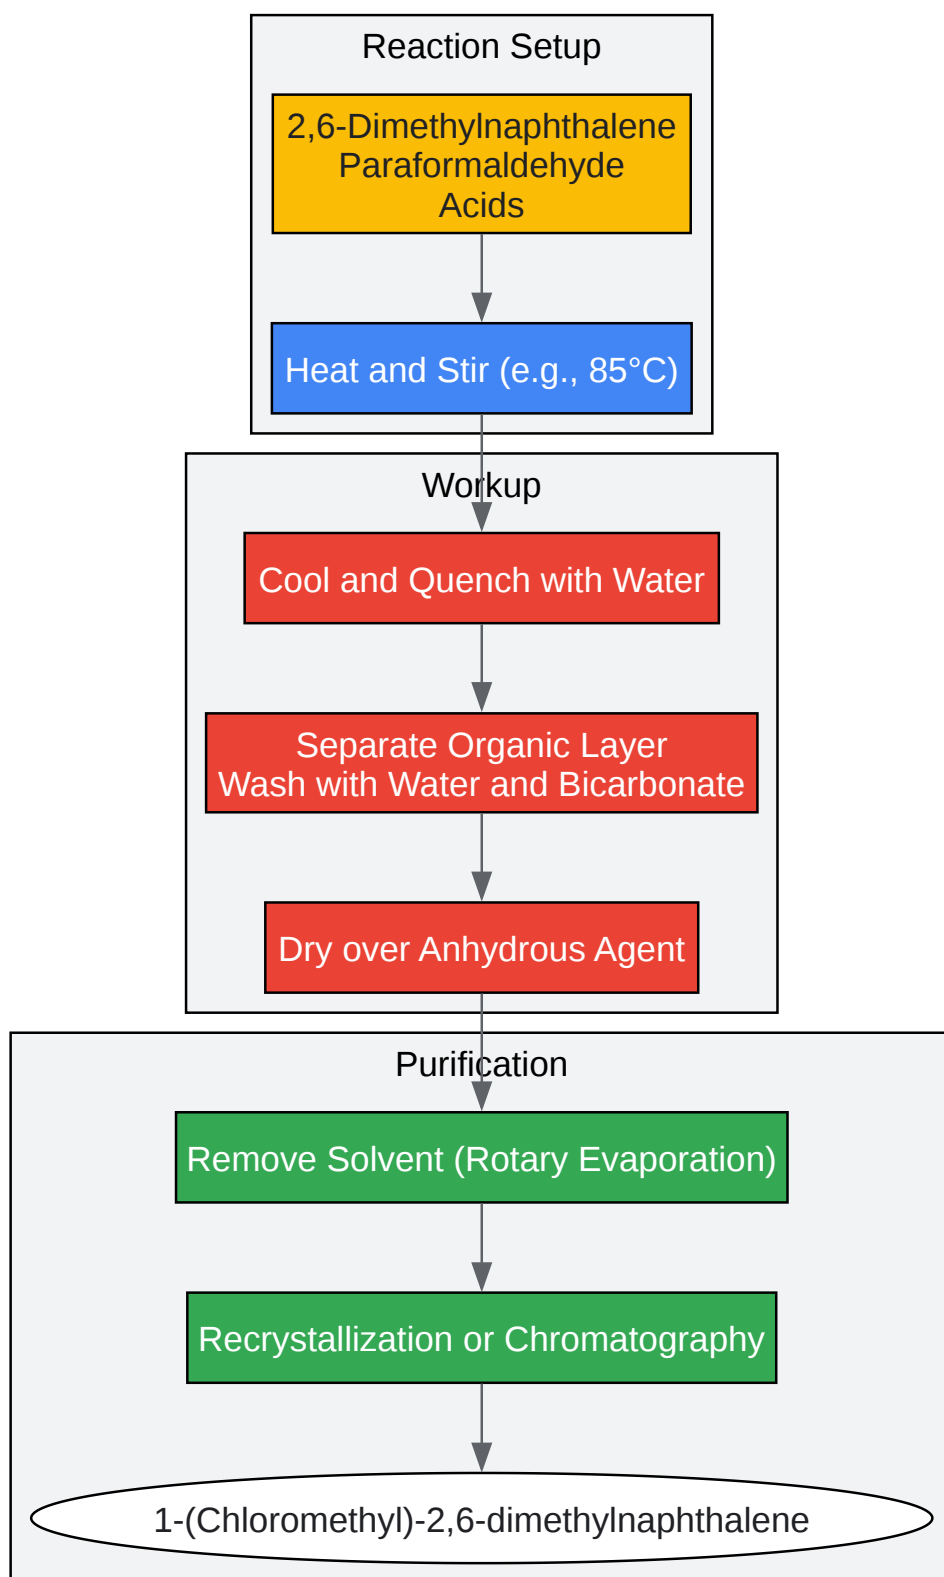 Reaction Setup
2,6-Dimethylnaphthalene
Paraformaldehyde
Acids
Heat and Stir (e.g., 85°C)
Workup
Cool and Quench with Water
Separate Organic Layer
Wash with Water and Bicarbonate
Dry over Anhydrous Agent
Purification
Remove Solvent (Rotary Evaporation)
Recrystallization or Chromatography
1-(Chloromethyl)-2,6-dimethylnaphthalene